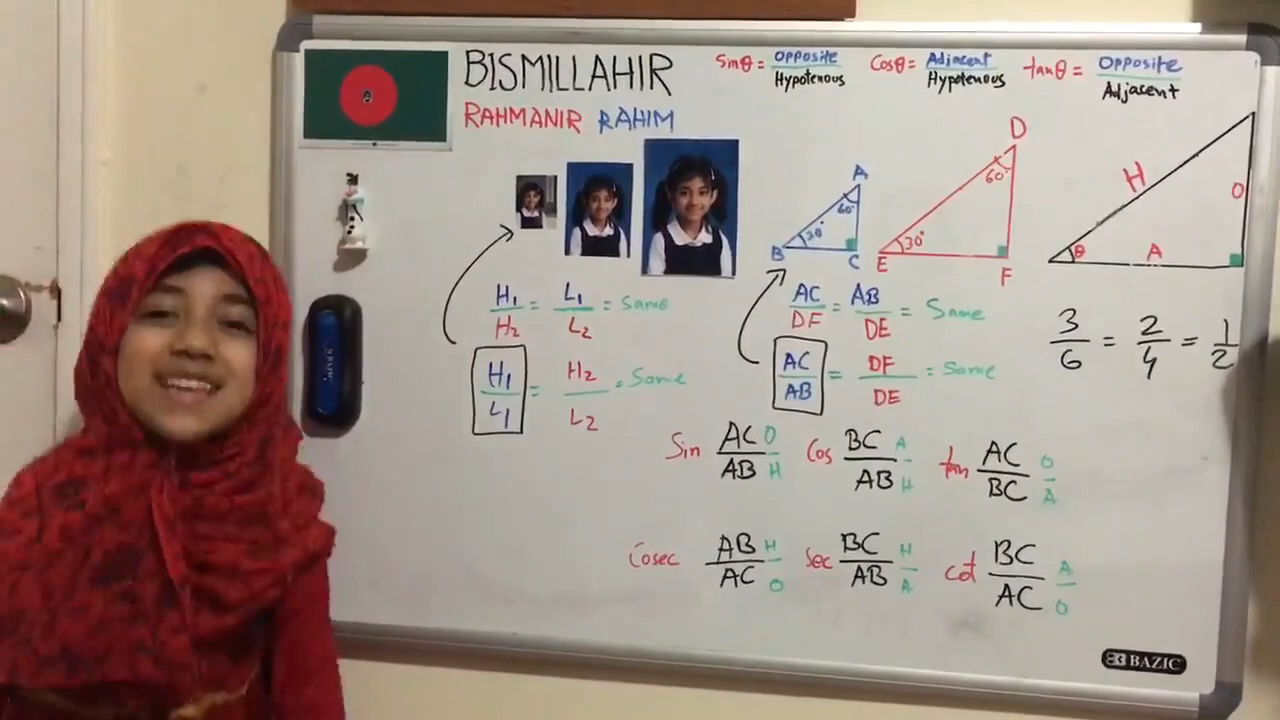 BISMILLAHIR
RAHMANIR RAHIM
Sinθ = Opposite / Hypotenous
Cosθ = Adjacent / Hypotenous
tanθ = Opposite / Adjacent
A
60°
30°
B
C
D
60°
30°
E
F
H
O
θ
A
H₁/H₂ = L₁/L₂ = Same
H₁/L₁ = H₂/L₂ = Same
AC/DF = AB/DE = Same
AC/AB = DF/DE = Same
3/6 = 2/4 = 1/2
Sin AC/AB O/H
Cos BC/AB A/H
tan AC/BC O/A
Cosec AB/AC H/O
Sec BC/AB H/A
Cot BC/AC A/O
BAZIC
BAZIC